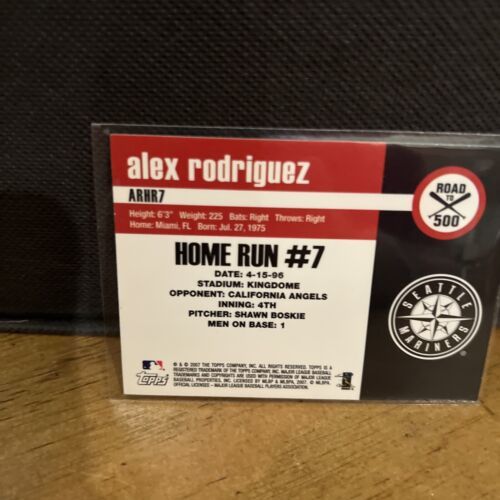 alex rodriguez
ARHR7
ROAD
TO
500
Height: 6'3" Weight: 225 Bats: Right Throws: Right
Home: Miami, FL Born: Jul. 27, 1975
HOME RUN #7
DATE: 4-15-96
STADIUM: KINGDOME
OPPONENT: CALIFORNIA ANGELS
INNING: 4TH
PITCHER: SHAWN BOSKIE
MEN ON BASE: 1
SEATTLE
MARINERS
®
Topps
® & © 2007 THE TOPPS COMPANY, INC. ALL RIGHTS RESERVED. TOPPS IS A
REGISTERED TRADEMARK OF THE TOPPS COMPANY, INC. MAJOR LEAGUE BASEBALL
TRADEMARKS AND COPYRIGHTS ARE USED WITH PERMISSION OF MAJOR LEAGUE
BASEBALL PROPERTIES, INC. LICENSED BY MLBP & MLBPA, 2007. © MLBPA.
OFFICIAL LICENSEE - MAJOR LEAGUE BASEBALL PLAYERS ASSOCIATION.